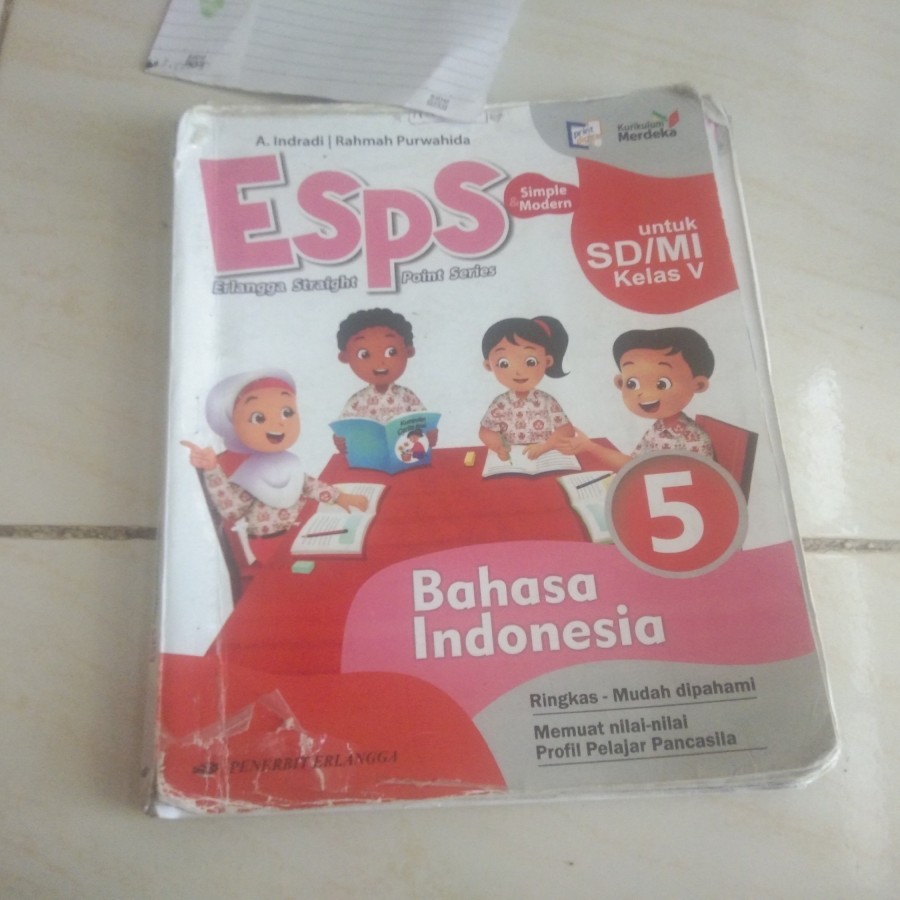 A. Indradi | Rahmah Purwahida
print
Kurikulum
Merdeka
ESPS
Simple
& Modern
Erlangga Straight Point Series
untuk
SD/MI
Kelas V
5
Bahasa
Indonesia
Ringkas - Mudah dipahami
Memuat nilai-nilai
Profil Pelajar Pancasila
PENERBIT ERLANGGA